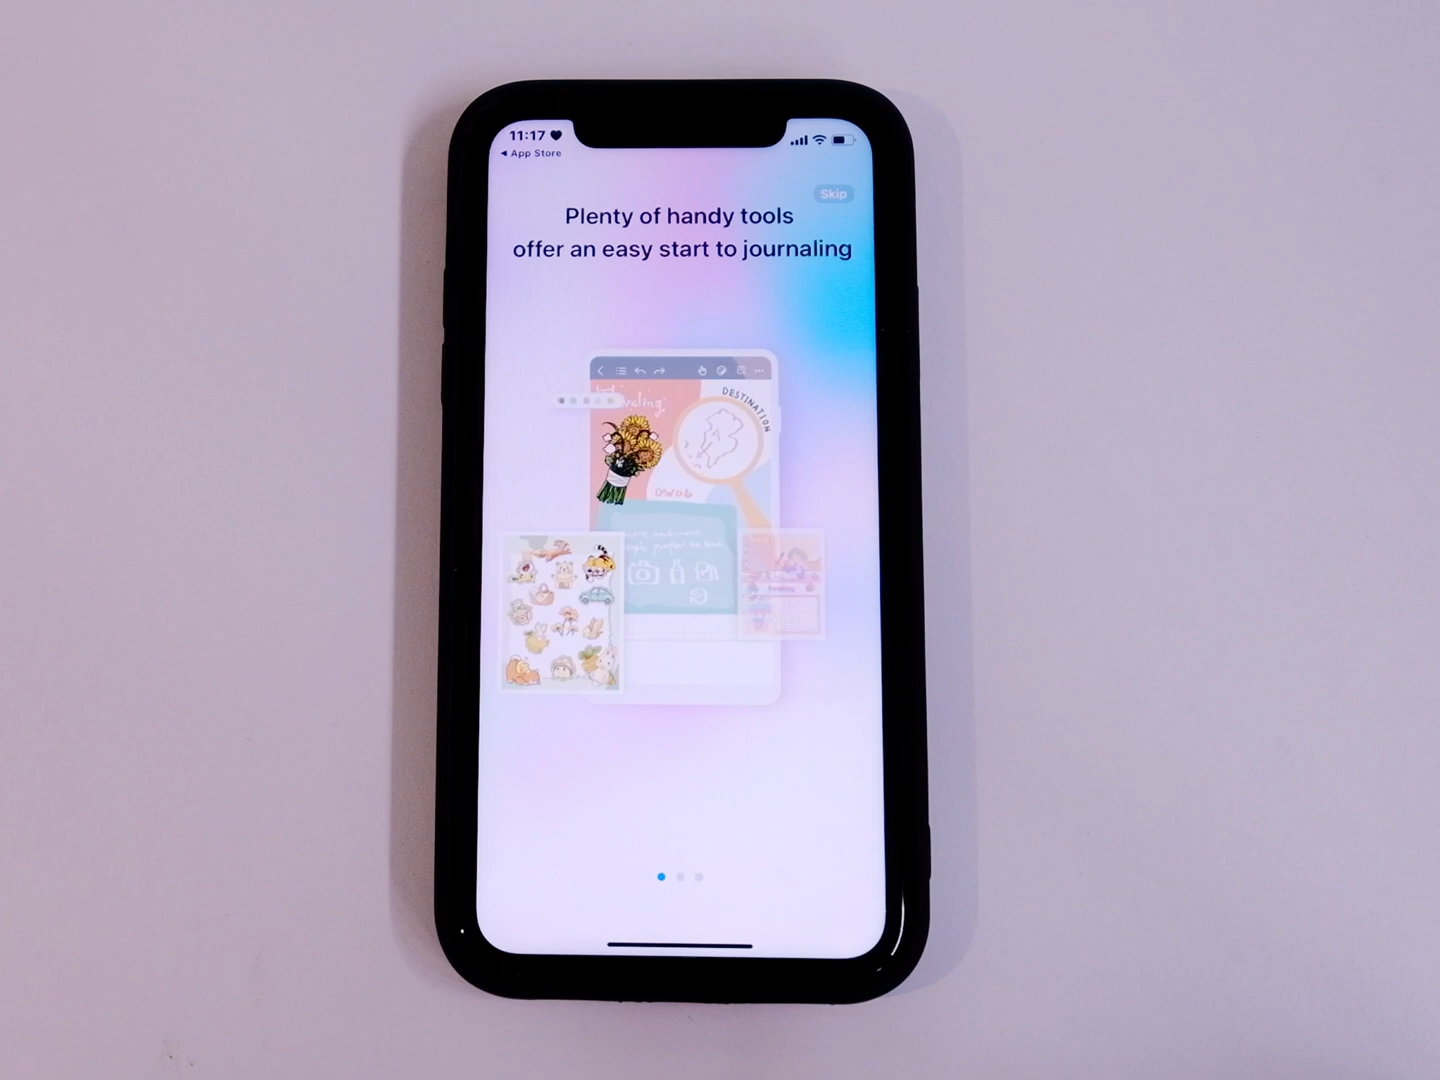 11:17
◀ App Store
Skip
Plenty of handy tools
offer an easy start to journaling
DESTINATION